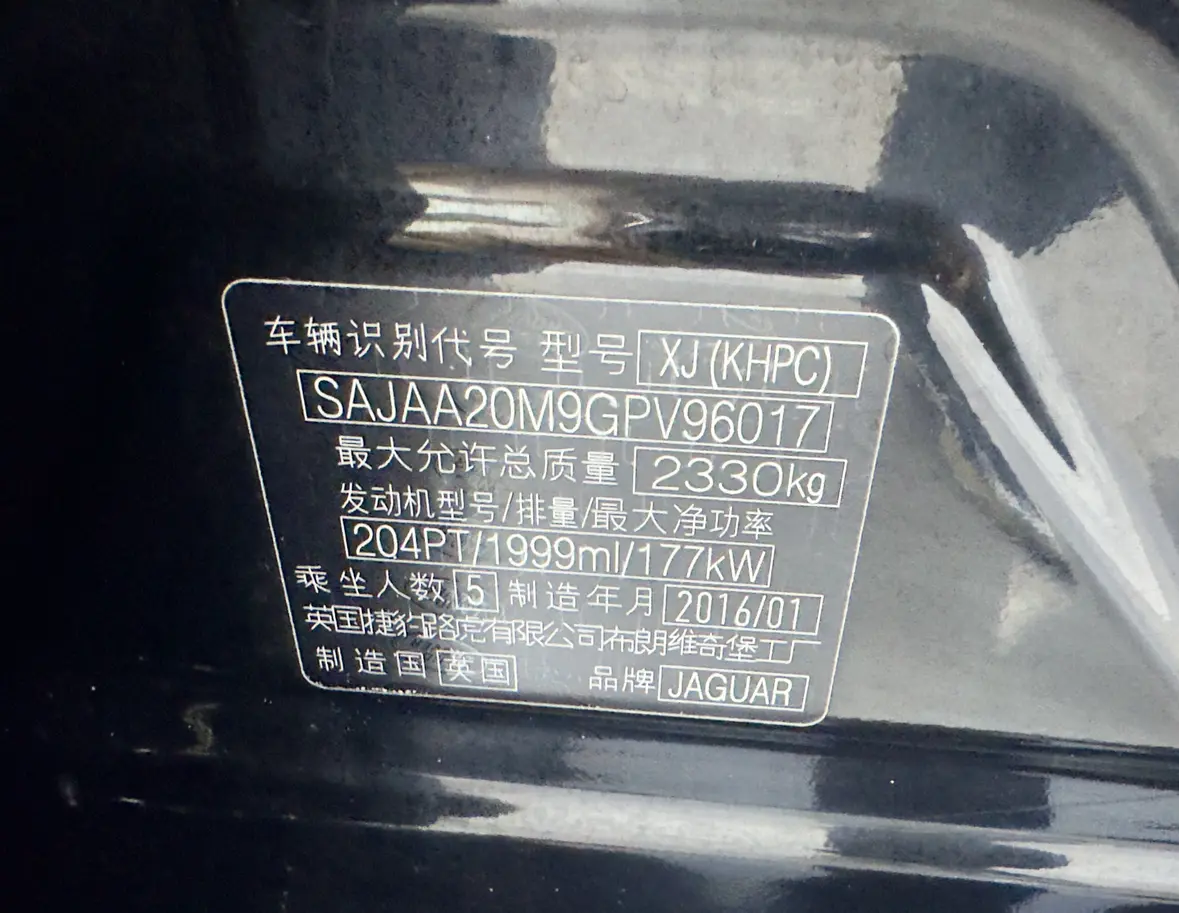 车辆识别代号 型号 XJ(KHPC)
SAJAA20M9GPV96017
最大允许总质量 2330kg
发动机型号/排量/最大净功率
204PT/1999ml/177kW
乘坐人数 5 制造年月 2016/01
英国捷豹路虎有限公司布朗维奇堡工厂
制造国 英国 品牌 JAGUAR